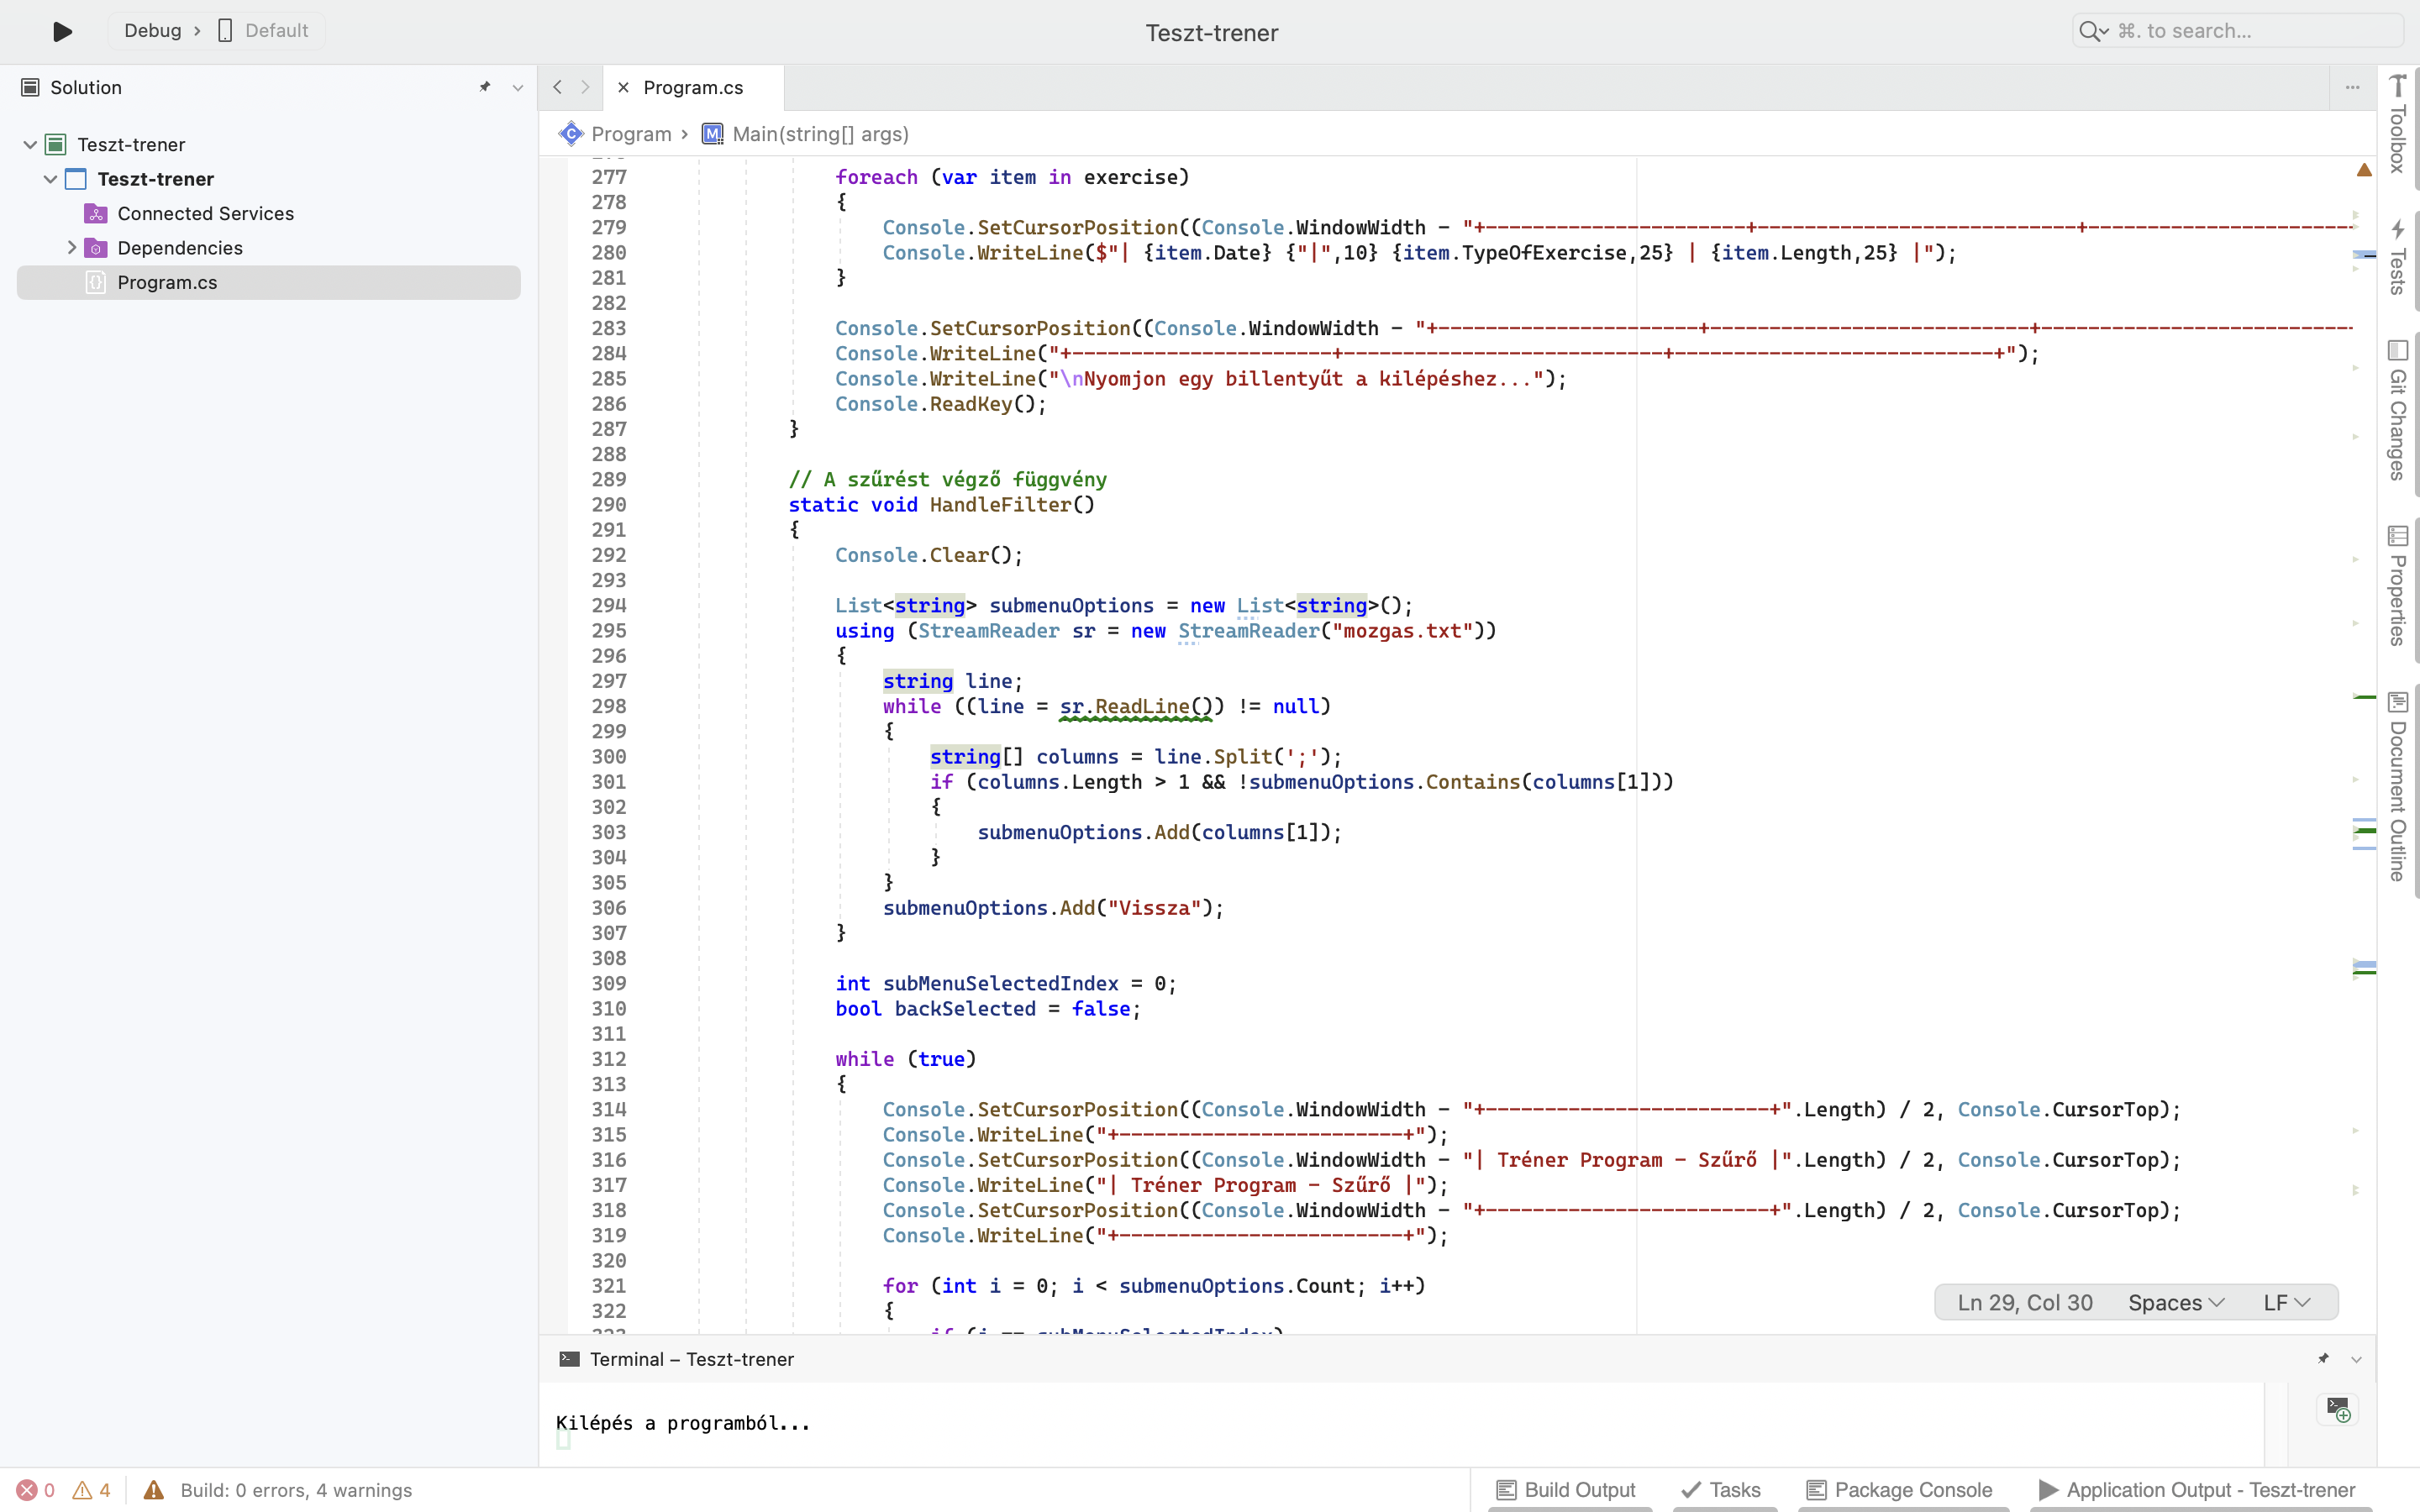 Debug › Default
Teszt-trener
⌘. to search...
Solution
Program.cs
Teszt-trener
Teszt-trener
Connected Services
Dependencies
Program.cs
Program › Main(string[] args)
277 foreach (var item in exercise)
278 {
279 Console.SetCursorPosition((Console.WindowWidth - "+----------------------+---------------------------+-----------------------
280 Console.WriteLine($"| {item.Date} {"|",10} {item.TypeOfExercise,25} | {item.Length,25} |");
281 }
282
283 Console.SetCursorPosition((Console.WindowWidth - "+----------------------+---------------------------+---------------------------
284 Console.WriteLine("+----------------------+---------------------------+---------------------------+");
285 Console.WriteLine("\nNyomjon egy billentyűt a kilépéshez...");
286 Console.ReadKey();
287 }
288
289 // A szűrést végző függvény
290 static void HandleFilter()
291 {
292 Console.Clear();
293
294 List<string> submenuOptions = new List<string>();
295 using (StreamReader sr = new StreamReader("mozgas.txt"))
296 {
297 string line;
298 while ((line = sr.ReadLine()) != null)
299 {
300 string[] columns = line.Split(';');
301 if (columns.Length > 1 && !submenuOptions.Contains(columns[1]))
302 {
303 submenuOptions.Add(columns[1]);
304 }
305 }
306 submenuOptions.Add("Vissza");
307 }
308
309 int subMenuSelectedIndex = 0;
310 bool backSelected = false;
311
312 while (true)
313 {
314 Console.SetCursorPosition((Console.WindowWidth - "+------------------------+".Length) / 2, Console.CursorTop);
315 Console.WriteLine("+------------------------+");
316 Console.SetCursorPosition((Console.WindowWidth - "| Tréner Program - Szűrő |".Length) / 2, Console.CursorTop);
317 Console.WriteLine("| Tréner Program - Szűrő |");
318 Console.SetCursorPosition((Console.WindowWidth - "+------------------------+".Length) / 2, Console.CursorTop);
319 Console.WriteLine("+------------------------+");
320
321 for (int i = 0; i < submenuOptions.Count; i++)
322 {
Ln 29, Col 30 Spaces LF
Toolbox
Tests
Git Changes
Properties
Document Outline
Terminal – Teszt-trener
Kilépés a programból...
0 4 Build: 0 errors, 4 warnings
Build Output Tasks Package Console Application Output - Teszt-trener